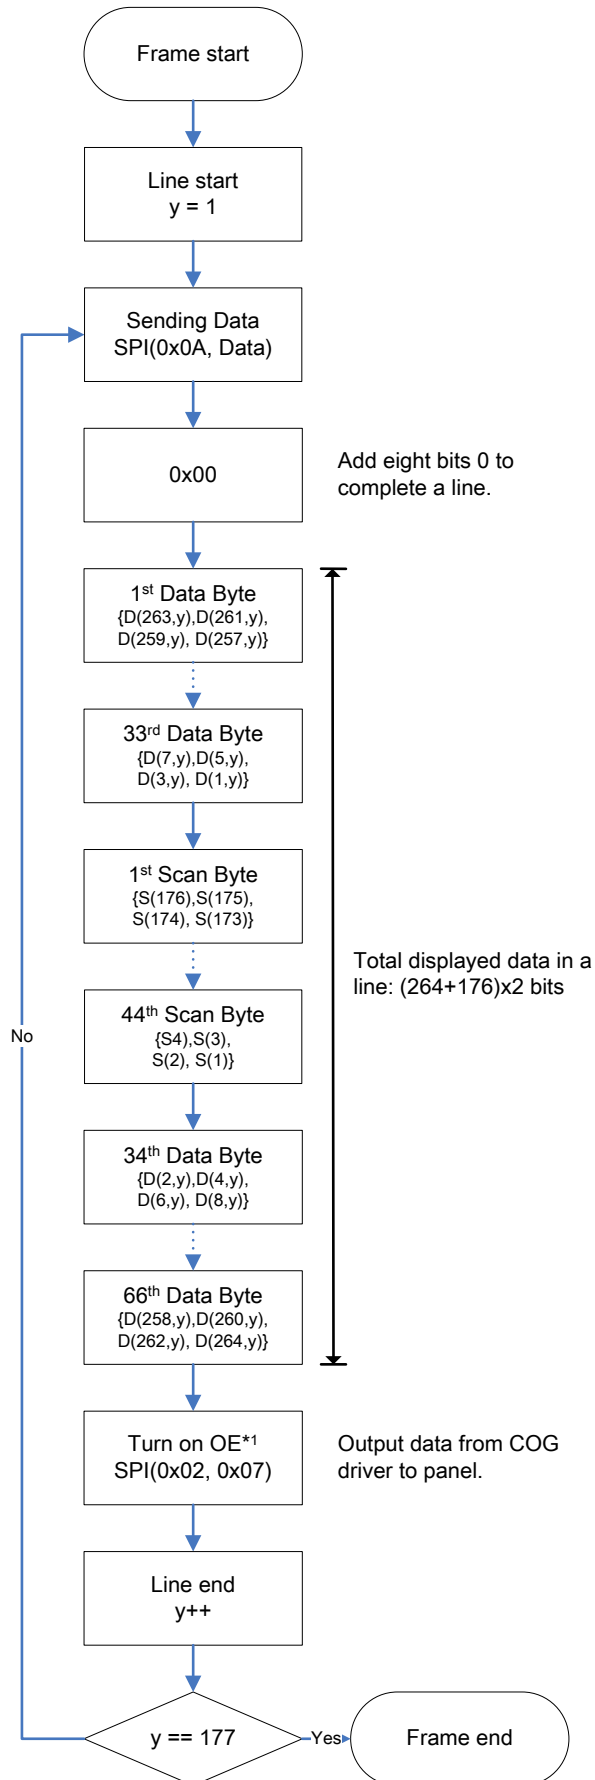 Frame start
Line start
y = 1
Sending Data
SPI(0x0A, Data)
0x00
Add eight bits 0 to
complete a line.
1st Data Byte
{D(263,y),D(261,y),
D(259,y), D(257,y)}
33rd Data Byte
{D(7,y),D(5,y),
D(3,y), D(1,y)}
1st Scan Byte
{S(176),S(175),
S(174), S(173)}
Total displayed data in a
line: (264+176)x2 bits
44th Scan Byte
{S4),S(3),
S(2), S(1)}
No
34th Data Byte
{D(2,y),D(4,y),
D(6,y), D(8,y)}
66th Data Byte
{D(258,y),D(260,y),
D(262,y), D(264,y)}
Turn on OE*1
SPI(0x02, 0x07)
Output data from COG
driver to panel.
Line end
y++
y == 177
Yes
Frame end